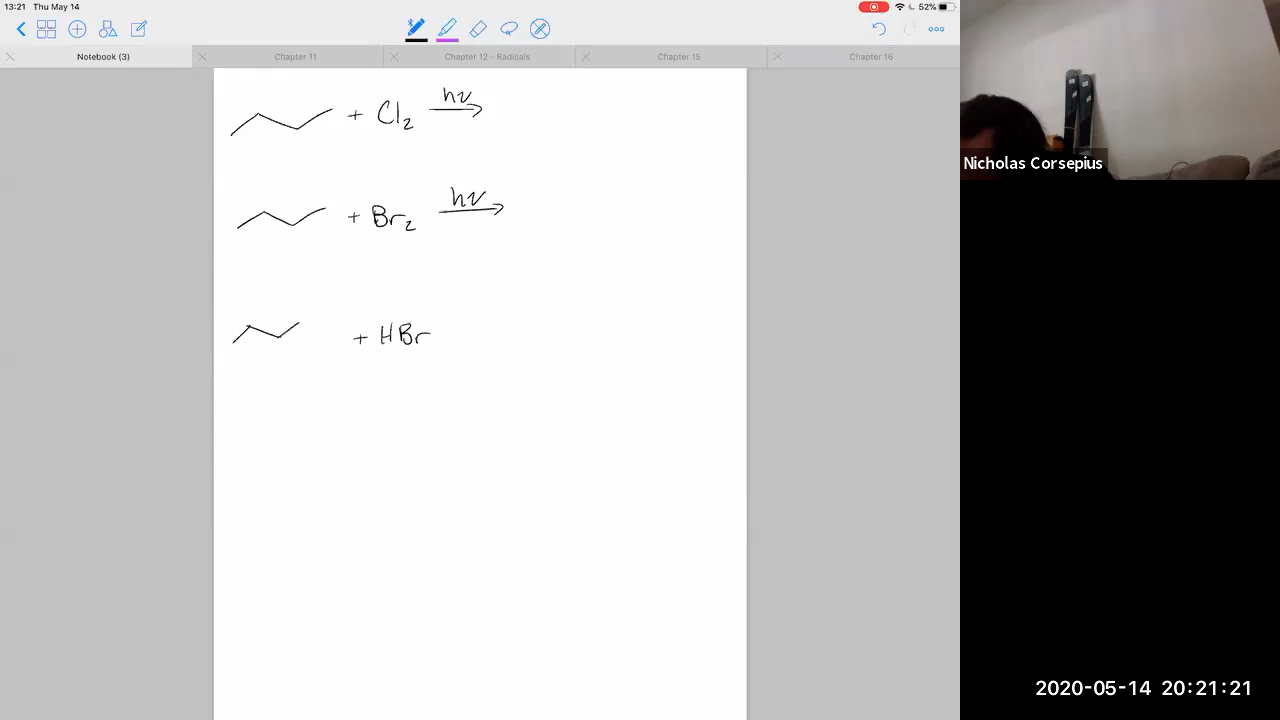 13:21 Thu May 14
52%
Notebook (3)
Chapter 11
Chapter 12 - Radicals
Chapter 15
Chapter 16
+ Cl2 hν
+ Br2 hν
+ HBr
Nicholas Corsepius
2020-05-14 20:21:21